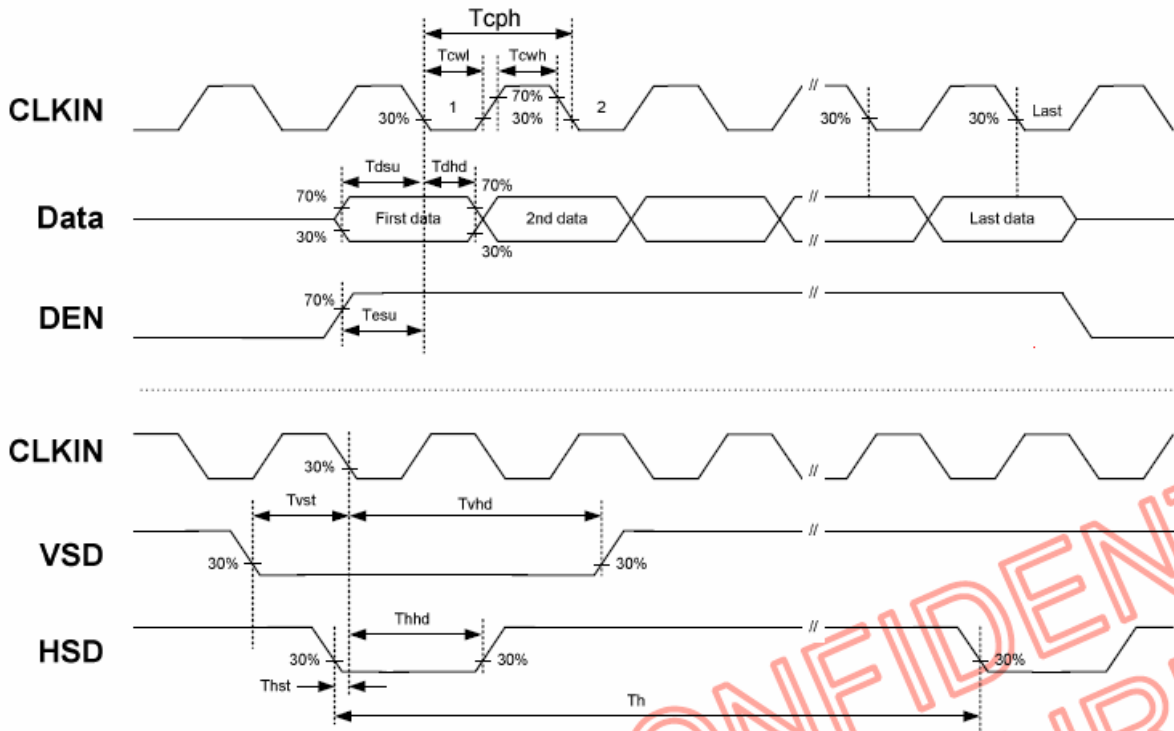 Tcph
Tcwl Tcwh
CLKIN 30% 1 70% 30% 2 // 30% 30% Last
Tdsu Tdhd
70% 70%
Data First data 2nd data // Last data
30% 30%
DEN 70% //
Tesu
CLKIN 30% //
Tvst Tvhd
VSD 30% 30% //
Thhd
HSD 30% 30% // 30%
Thst
Th